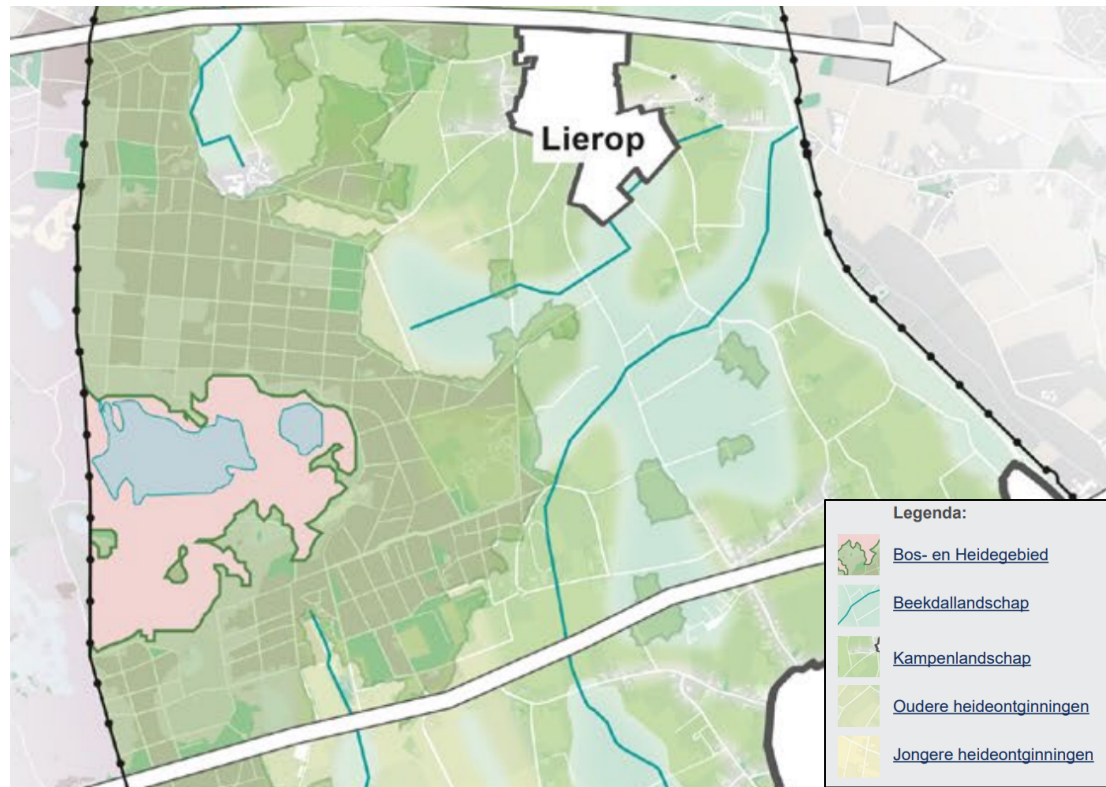 Lierop
Legenda:
Bos- en Heidegebied
Beekdallandschap
Kampenlandschap
Oudere heideontginningen
Jongere heideontginningen